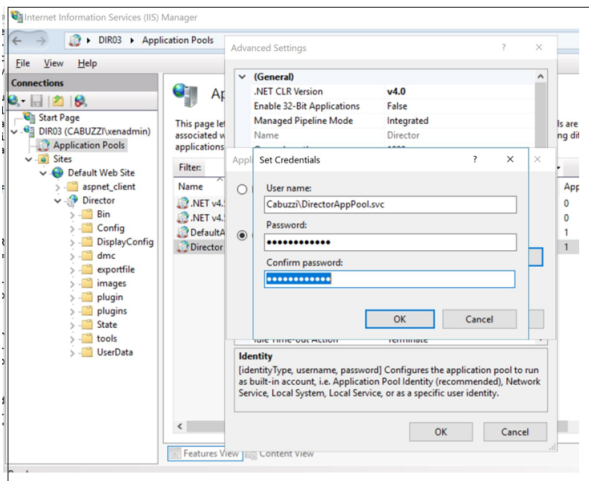 Internet Information Services (IIS) Manager
DIR03 Application Pools
File View Help
Connections
Start Page
DIR03 (CABUZZI\xenadmin)
Application Pools
Sites
Default Web Site
aspnet_client
Director
Bin
Config
DisplayConfig
dmc
exportfile
images
plugin
plugins
State
tools
UserData
This page
associated
applications
Filter:
Name
.NET v4.
.NET v4.
Director
Advanced Settings
(General)
.NET CLR Version v4.0
Enable 32-Bit Applications False
Managed Pipeline Mode Integrated
Name Director
Set Credentials
User name:
Cabuzzi\DirectorAppPool.svc
Password:
••••••••••••
Confirm password:
••••••••••••
OK Cancel
Idle Time-out Action Terminate
Identity
[identityType, username, password] Configures the application pool to run
as built-in account, i.e. Application Pool Identity (recommended), Network
Service, Local System, Local Service, or as a specific user identity.
OK Cancel
0
0
1
1
Features View Content View